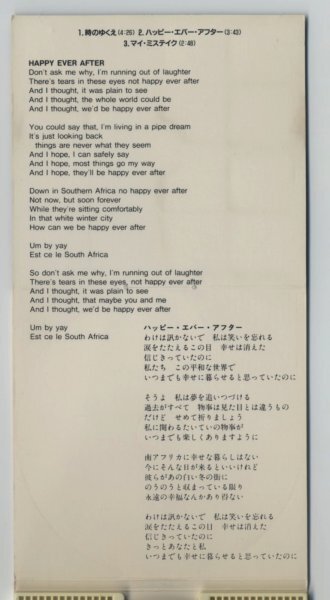 1. 時のゆくえ(4:26) 2. ハッピー・エバー・アフター(3:43)
3. マイ・ミステイク(2:48)
HAPPY EVER AFTER
Don't ask me why, I'm running out of laughter
There's tears in these eyes not happy ever after
And I thought, it was plain to see
And I thought, the whole world could be
And I thought, we'd be happy ever after
You could say that, I'm living in a pipe dream
It's just looking back
things are never what they seem
And I hope, I can safely say
And I hope, most things go my way
And I hope, they'll be happy ever after
Down in Southern Africa no happy ever after
Not now, but soon forever
While they're sitting comfortably
In that white winter city
How can we be happy ever after
Um by yay
Est ce le South Africa
So don't ask me why, I'm running out of laughter
There's tears in these eyes, not happy ever after
And I thought, it was plain to see
And I thought, that maybe you and me
And I thought, we'd be happy ever after
Um by yay
Est ce le South Africa
ハッピー・エバー・アフター
わけは訊かないで 私は笑いを忘れる
涙をたたえるこの目 幸せは消えた
信じきっていたのに
私たち この平和な世界で
いつまでも幸せに暮らせると思っていたのに
そうよ 私は夢を追いつづける
過去がすべて 物事は見た目とは違うもの
だけど せめて祈りましょう
私に関わるたいていの物事が
いつまでも楽しくありますように
南アフリカに幸せな暮らしはない
今にそんな日が来るといいけれど
彼らがあの白い冬の街に
のうのうと収まっている限り
永遠の幸福なんかあり得ない
わけは訊かないで 私は笑いを忘れる
涙をたたえるこの目 幸せは消えた
信じきっていたのに
きっとあなたと私
いつまでも幸せに暮らせると思っていたのに